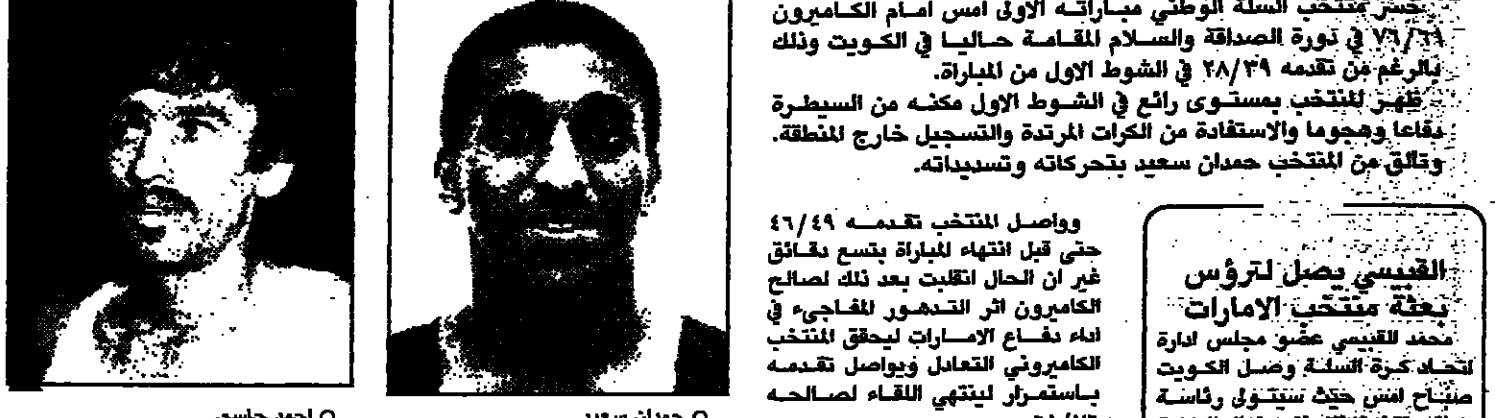 خسر منتخب السلة الوطني مباراته الاولى امس امام الكاميرون
٧٦/٦٩ في دورة الصداقة والسلام المقامة حاليا في الكويت وذلك
بالرغم من تقدمه ٢٨/٣٩ في الشوط الاول من المباراة.
ظهر المنتخب بمستوى رائع في الشوط الاول مكنه من السيطرة
دفاعا وهجوما والاستفادة من الكرات المرتدة والتسجيل خارج المنطقة.
وتالق من المنتخب حمدان سعيد بتحركاته وتسديداته.
وواصل المنتخب تقدمه ٤٦/٤٩
حتى قبل انتهاء المباراة بتسع دقائق
غير ان الحال انقلبت بعد ذلك لصالح
الكاميرون اثر التدهور المفاجىء في
اداء دفاع الامارات ليحقق المنتخب
الكاميروني التعادل ويواصل تقدمه
باستمرار لينتهي اللقاء لصالحه
القبيسي يصل لترؤس
بعثة منتخب الامارات
محمد القبيسي عضو مجلس ادارة
اتحاد كرة السلة وصل الكويت
صباح امس حيث سيتولى رئاسة
○ حمدان سعيد
○ احمد جاسم